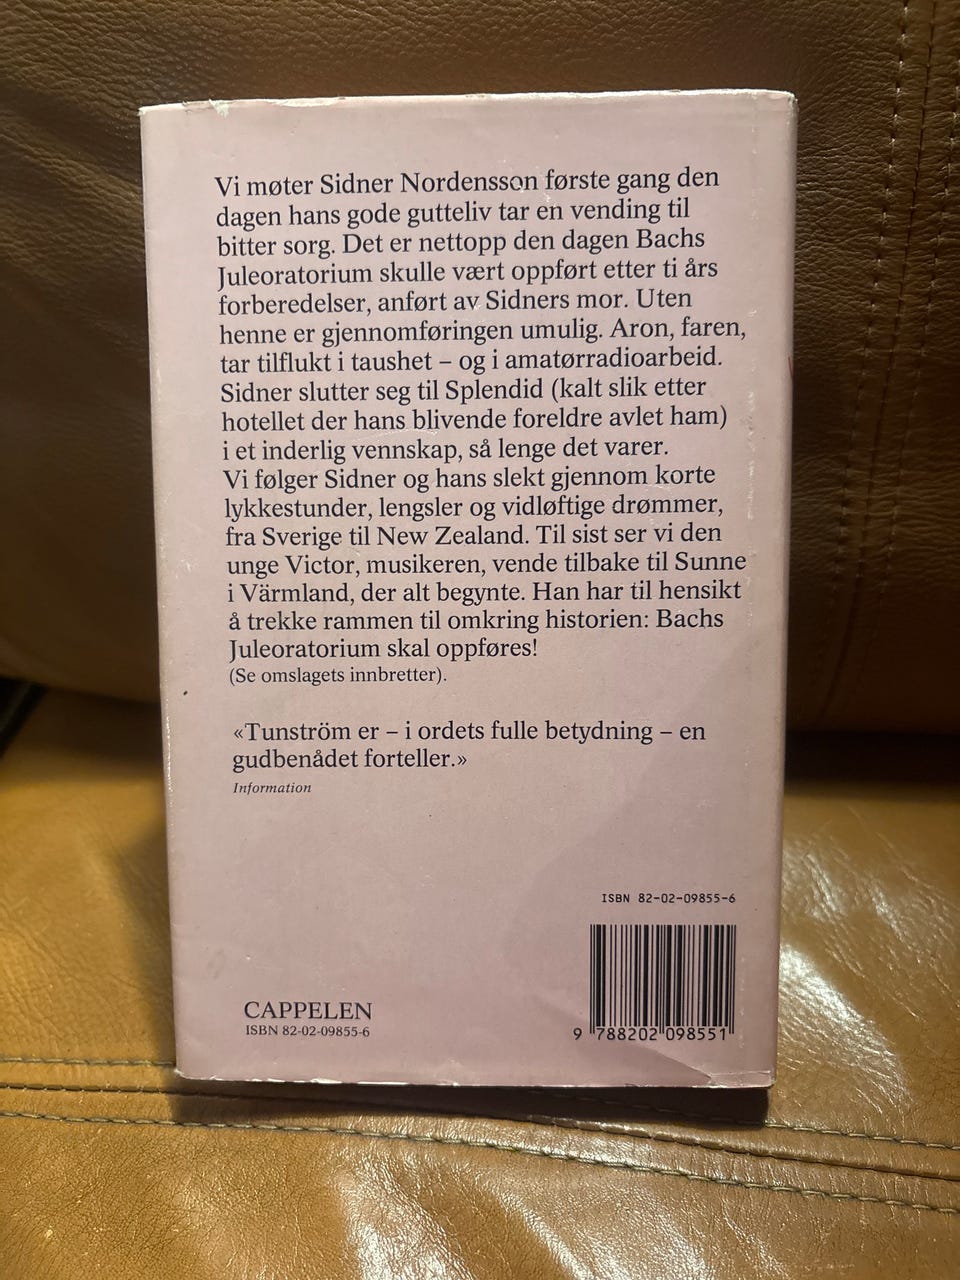 Vi møter Sidner Nordensson første gang den
dagen hans gode gutteliv tar en vending til
bitter sorg. Det er nettopp den dagen Bachs
Juleoratorium skulle vært oppført etter ti års
forberedelser, anført av Sidners mor. Uten
henne er gjennomføringen umulig. Aron, faren,
tar tilflukt i taushet – og i amatørradioarbeid.
Sidner slutter seg til Splendid (kalt slik etter
hotellet der hans blivende foreldre avlet ham)
i et inderlig vennskap, så lenge det varer.
Vi følger Sidner og hans slekt gjennom korte
lykkestunder, lengsler og vidløftige drømmer,
fra Sverige til New Zealand. Til sist ser vi den
unge Victor, musikeren, vende tilbake til Sunne
i Värmland, der alt begynte. Han har til hensikt
å trekke rammen til omkring historien: Bachs
Juleoratorium skal oppføres!
(Se omslagets innbretter).
«Tunström er – i ordets fulle betydning – en
gudbenådet forteller.»
Information
ISBN 82-02-09855-6
CAPPELEN
ISBN 82-02-09855-6
9 788202 098551